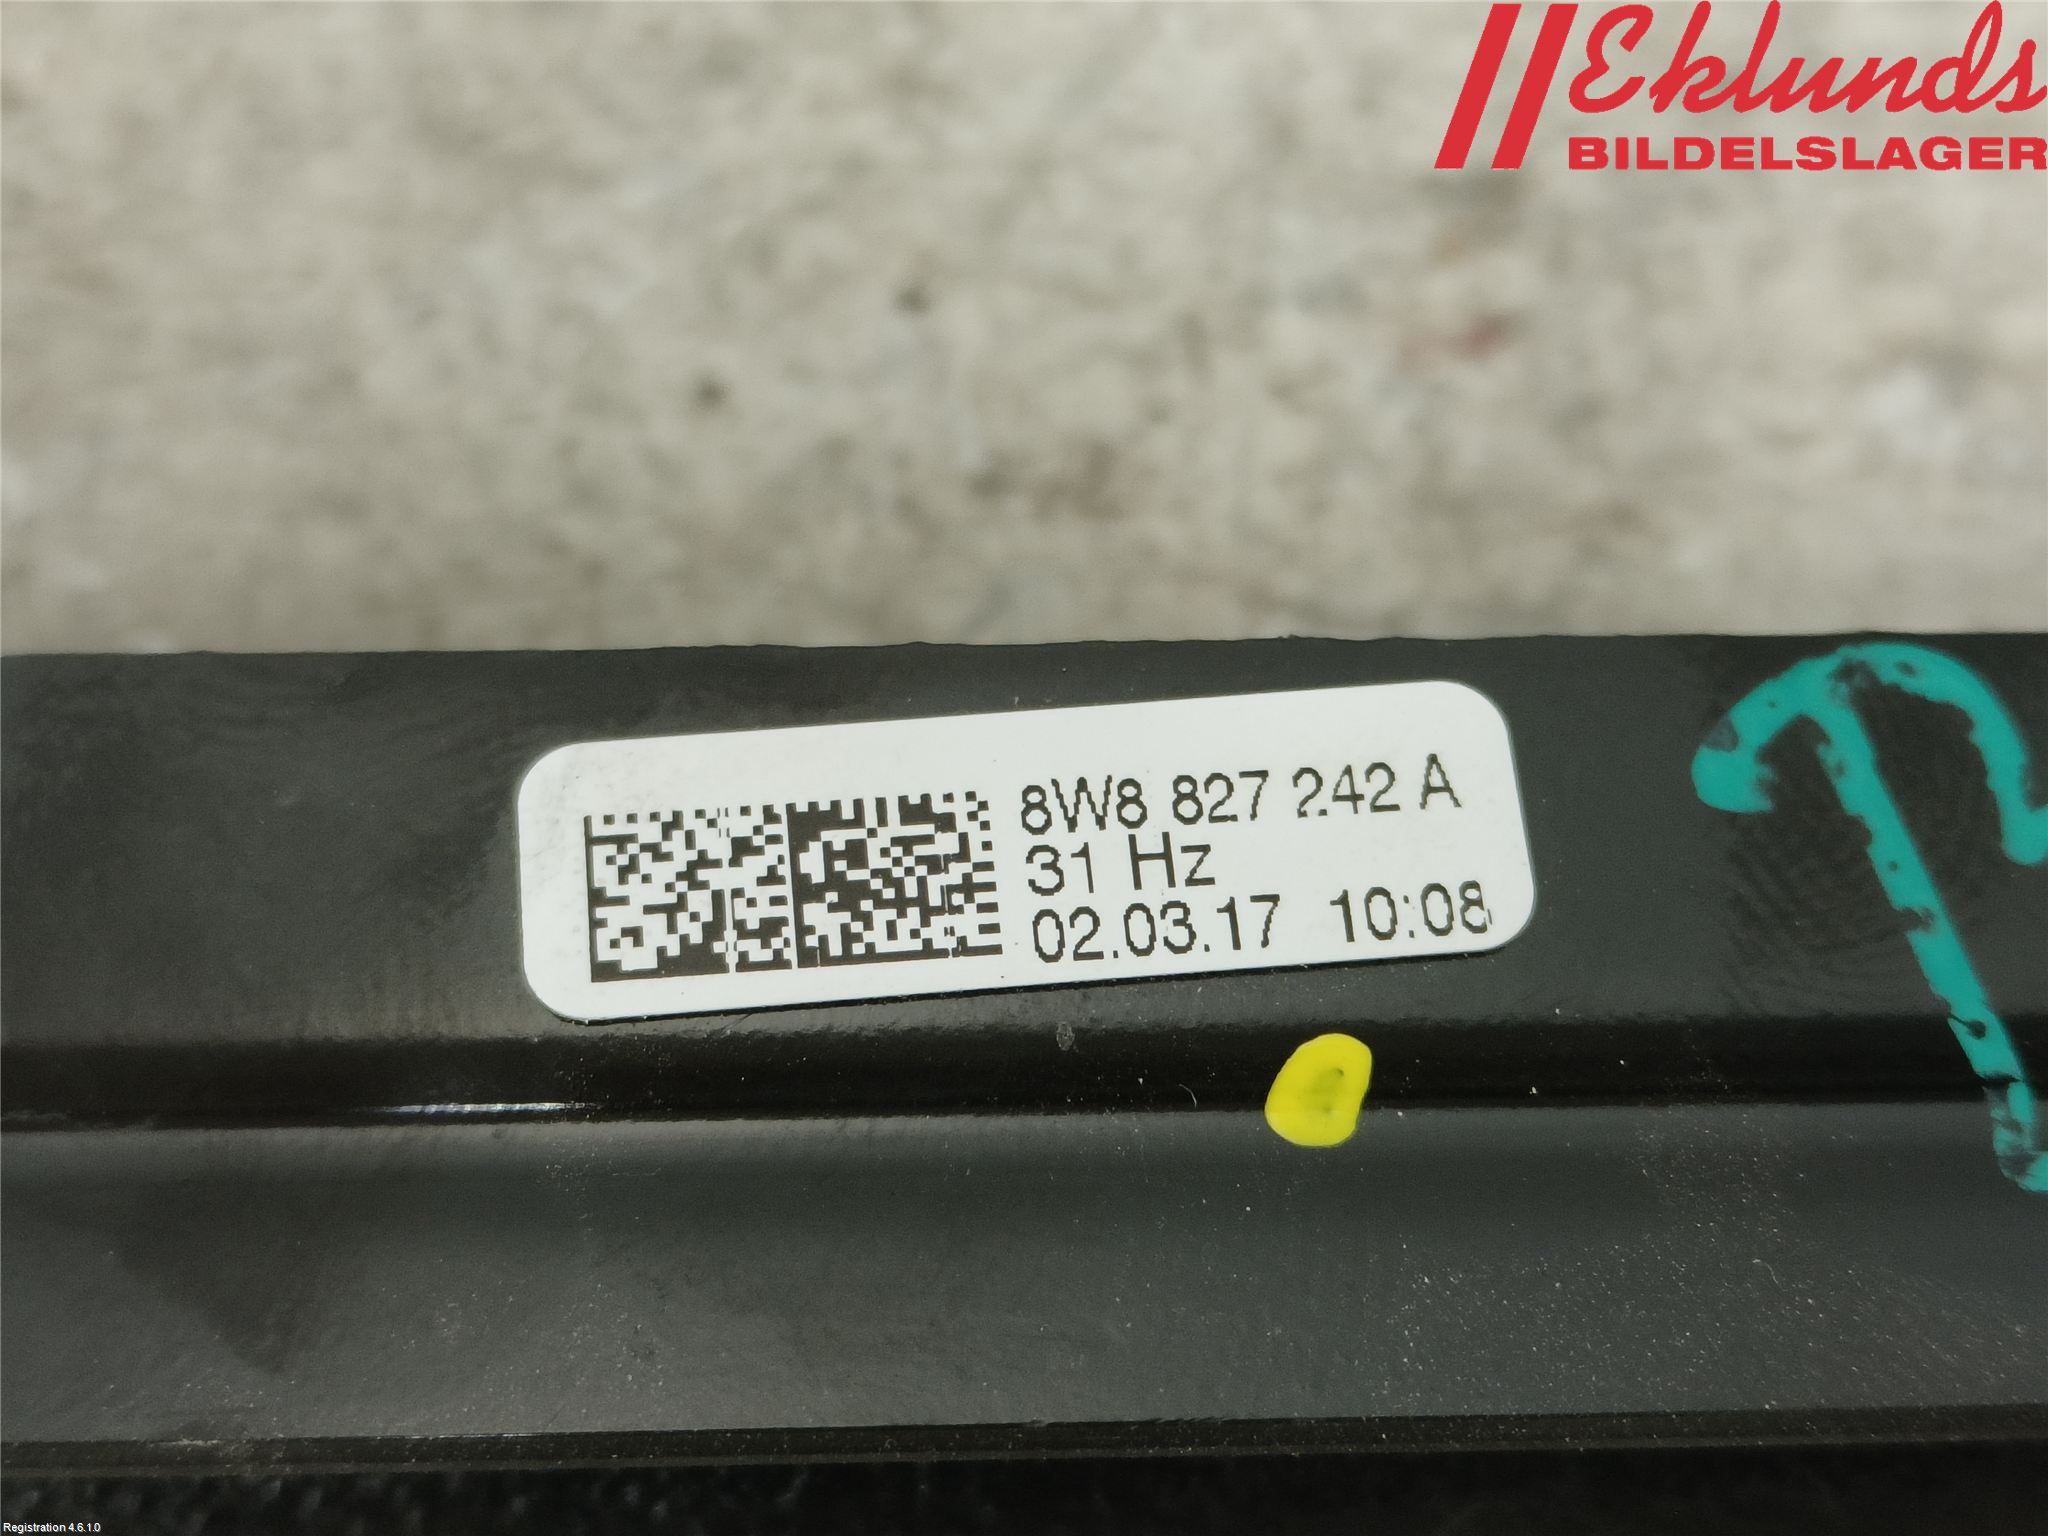 Eklunds
BILDELSLAGER
8W8 827 242 A
31 Hz
02.03.17 10:08
Registration 4.6.1.0